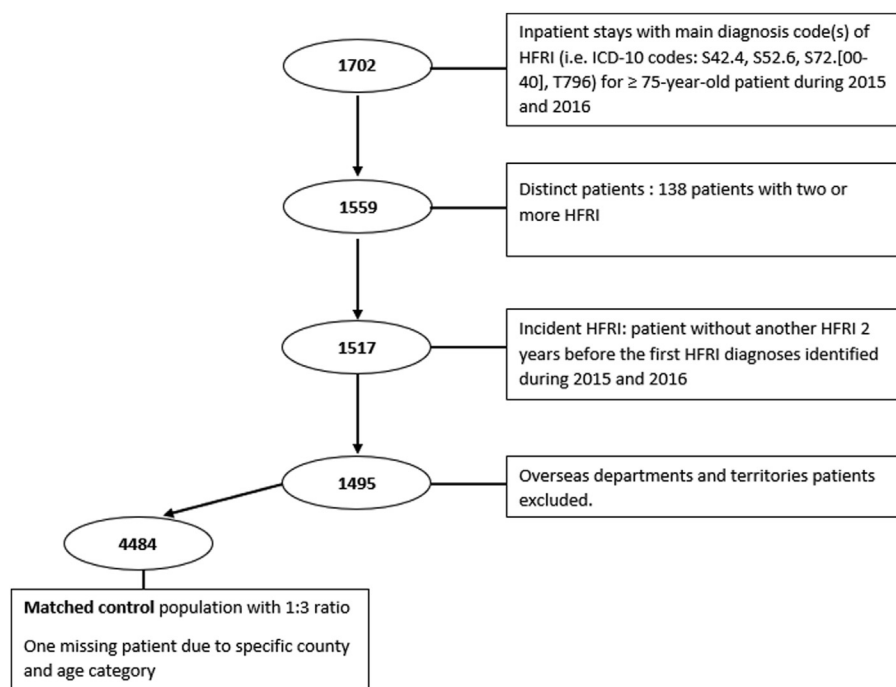 1702
Inpatient stays with main diagnosis code(s) of
HFRI (i.e. ICD-10 codes: S42.4, S52.6, S72.[00-
40], T796) for ≥ 75-year-old patient during 2015
and 2016
1559
Distinct patients : 138 patients with two or
more HFRI
1517
Incident HFRI: patient without another HFRI 2
years before the first HFRI diagnoses identified
during 2015 and 2016
1495
Overseas departments and territories patients
excluded.
4484
Matched control population with 1:3 ratio
One missing patient due to specific county
and age category